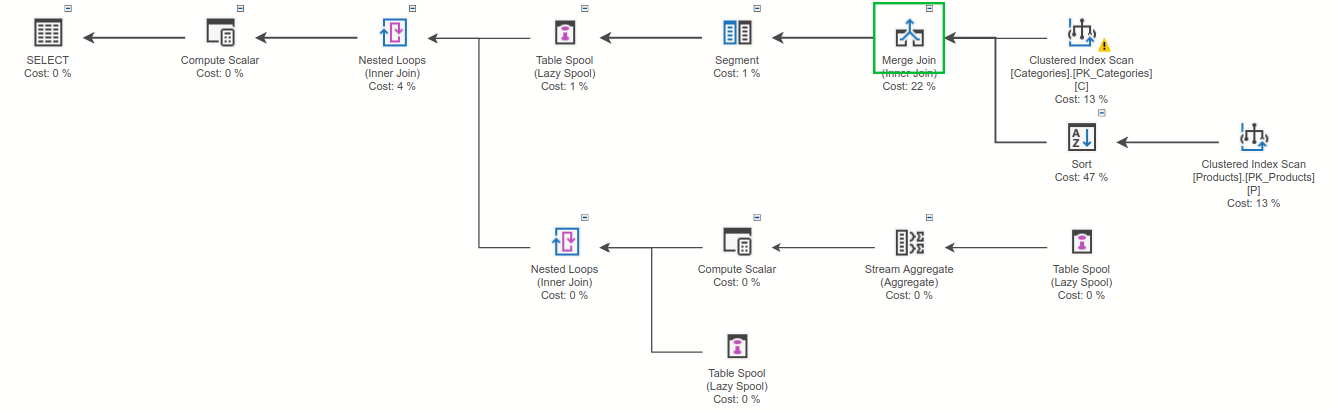 SELECT
Cost: 0 %
Compute Scalar
Cost: 0 %
Nested Loops
(Inner Join)
Cost: 4 %
Table Spool
(Lazy Spool)
Cost: 1 %
Segment
Cost: 1 %
Merge Join
(Inner Join)
Cost: 22 %
Clustered Index Scan
[Categories].[PK_Categories]
[C]
Cost: 13 %
A
Z
Sort
Cost: 47 %
Clustered Index Scan
[Products].[PK_Products]
[P]
Cost: 13 %
Nested Loops
(Inner Join)
Cost: 0 %
Compute Scalar
Cost: 0 %
Stream Aggregate
(Aggregate)
Cost: 0 %
Table Spool
(Lazy Spool)
Cost: 0 %
Table Spool
(Lazy Spool)
Cost: 0 %